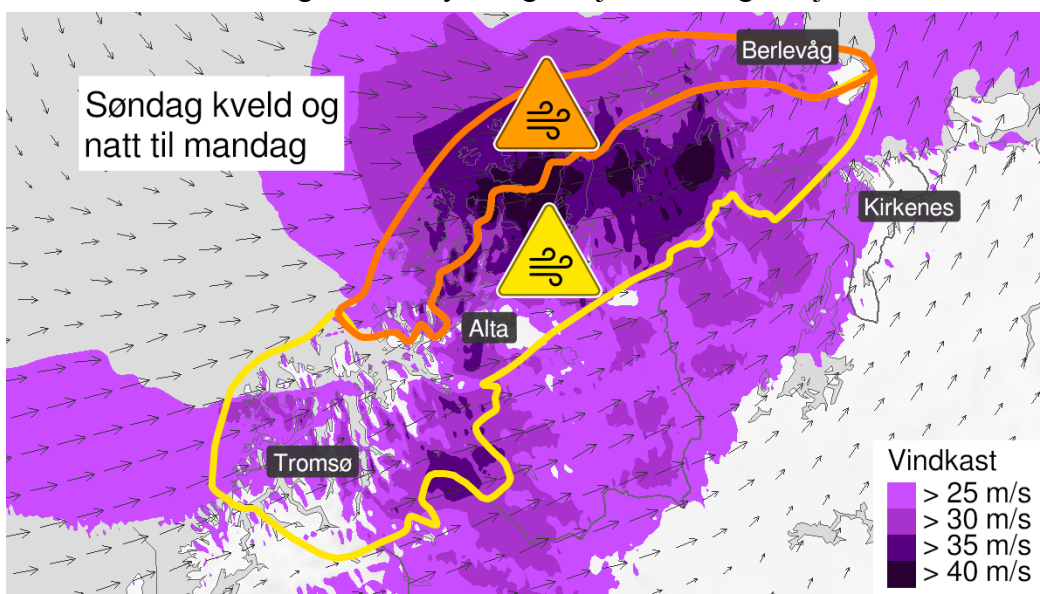 Berlevåg
Søndag kveld og
natt til mandag
Kirkenes
Alta
Tromsø
Vindkast
> 25 m/s
> 30 m/s
> 35 m/s
> 40 m/s